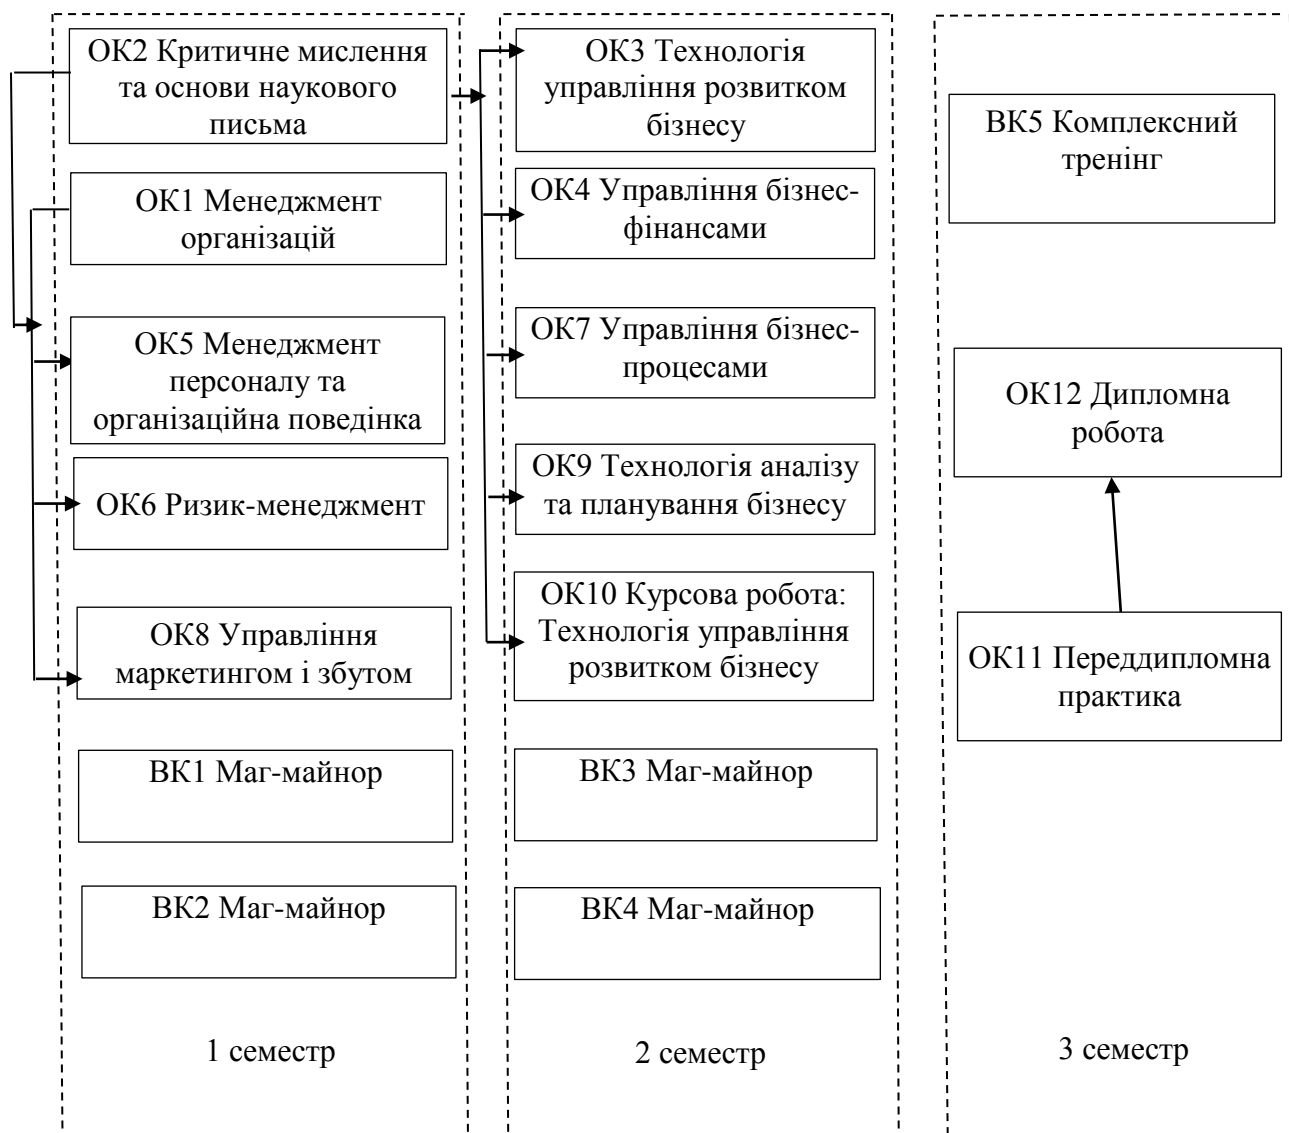 ОК2 Критичне мислення
та основи наукового
письма
ОК1 Менеджмент
організацій
ОК5 Менеджмент
персоналу та
організаційна поведінка
ОК6 Ризик-менеджмент
ОК8 Управління
маркетингом і збутом
ВК1 Маг-майнор
ВК2 Маг-майнор
1 семестр
ОК3 Технологія
управління розвитком
бізнесу
ОК4 Управління бізнес-
фінансами
ОК7 Управління бізнес-
процесами
ОК9 Технологія аналізу
та планування бізнесу
ОК10 Курсова робота:
Технологія управління
розвитком бізнесу
ВК3 Маг-майнор
ВК4 Маг-майнор
2 семестр
ВК5 Комплексний
тренінг
ОК12 Дипломна
робота
ОК11 Переддипломна
практика
3 семестр